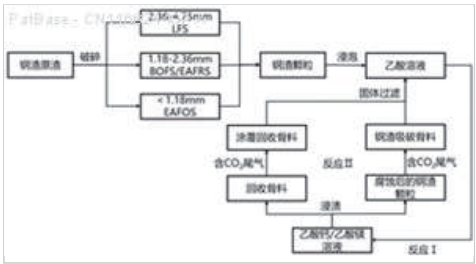 PatBase - CN
2.36-4.75mm
LFS
钢渣原渣
破碎
1.18-2.36mm
BOFS/EAFRS
钢渣颗粒
浸泡
乙酸溶液
<1.18mm
EAFOS
固体过滤
涂覆回收骨料
钢渣吸碳骨料
含CO₂尾气
反应Ⅱ
含CO₂尾气
回收骨料
腐蚀后的钢渣
颗粒
浸渍
乙酸钙/乙酸镁
溶液
反应Ⅰ